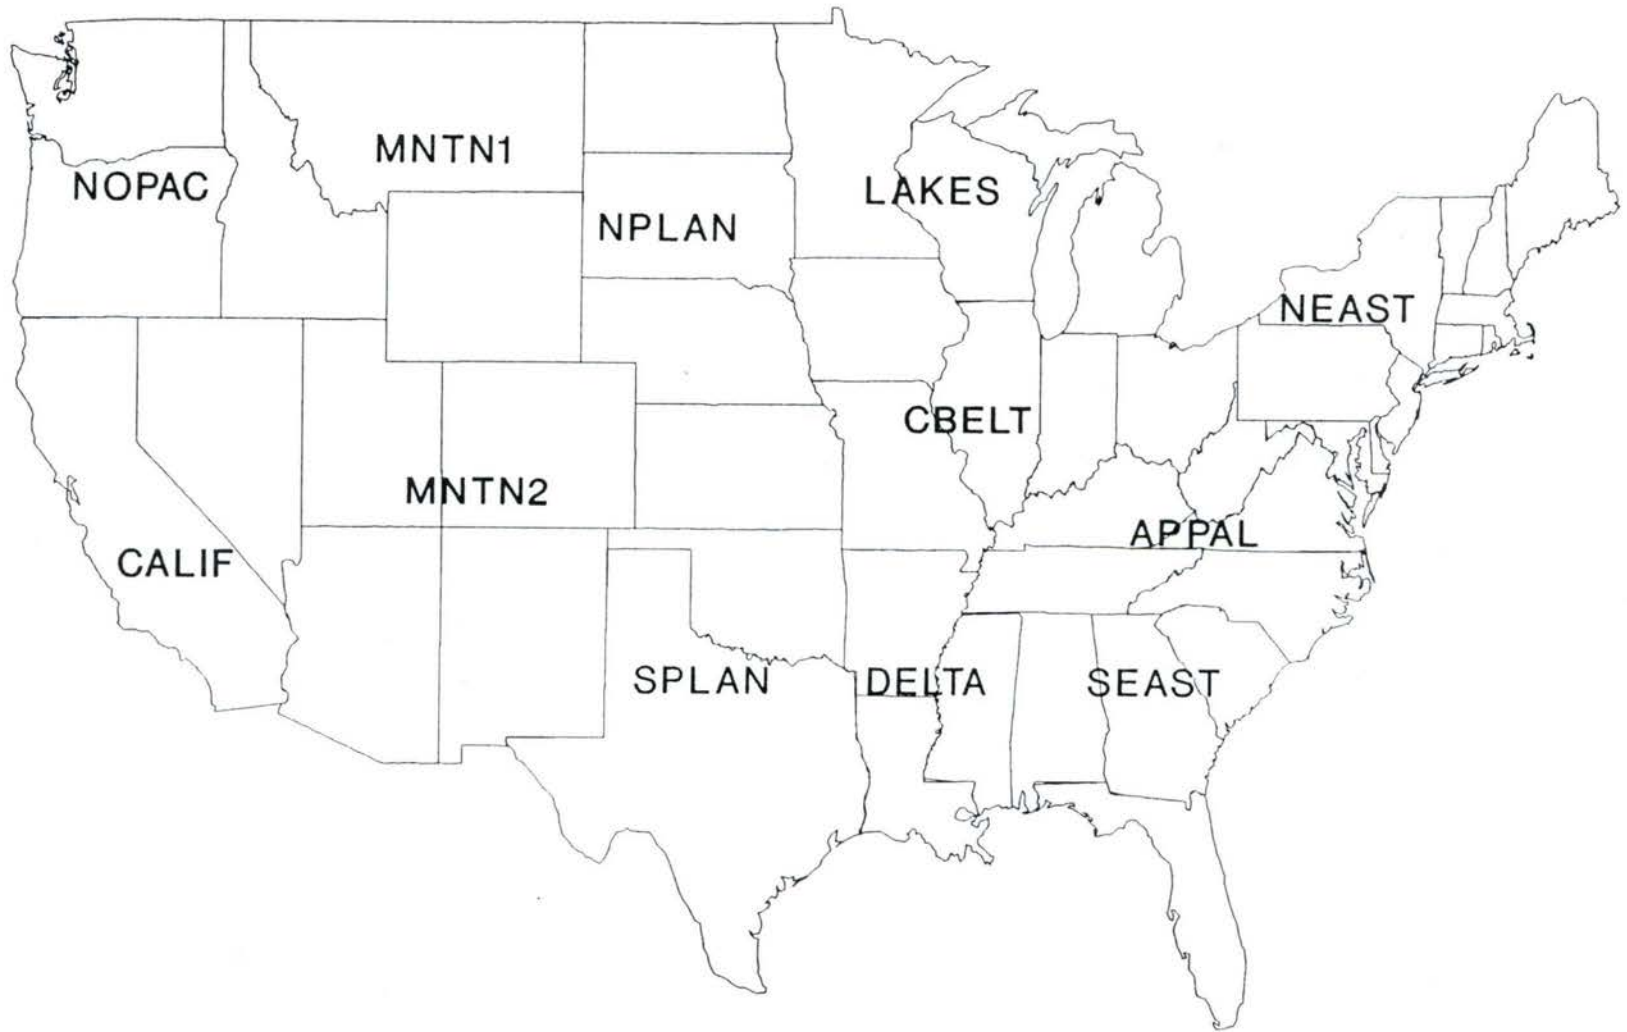 MNTN1
NOPAC
LAKES
NPLAN
NEAST
CBELT
MNTN2
APPAL
CALIF
SPLAN
DELTA
SEAST